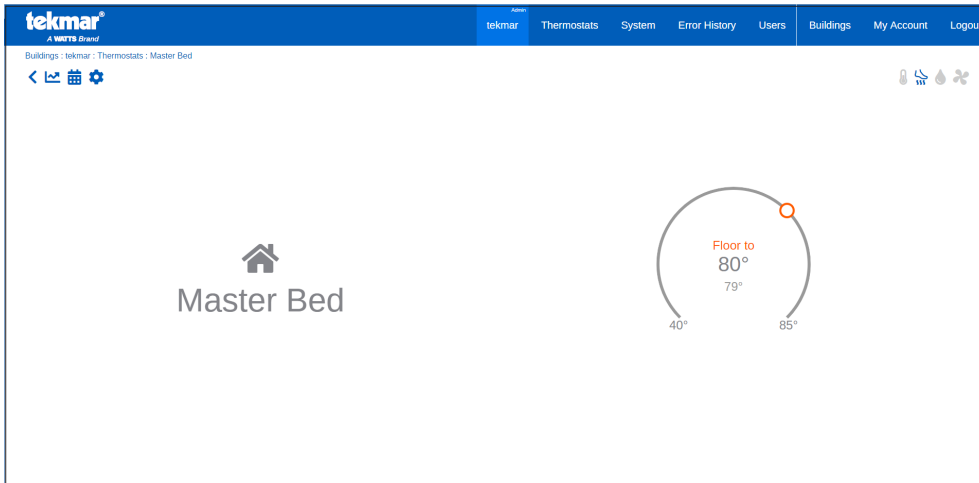 tekmar®
A WATTS Brand
Admin
tekmar Thermostats System Error History Users Buildings My Account Logou
Buildings : tekmar : Thermostats : Master Bed
Master Bed
Floor to
80°
79°
40° 85°